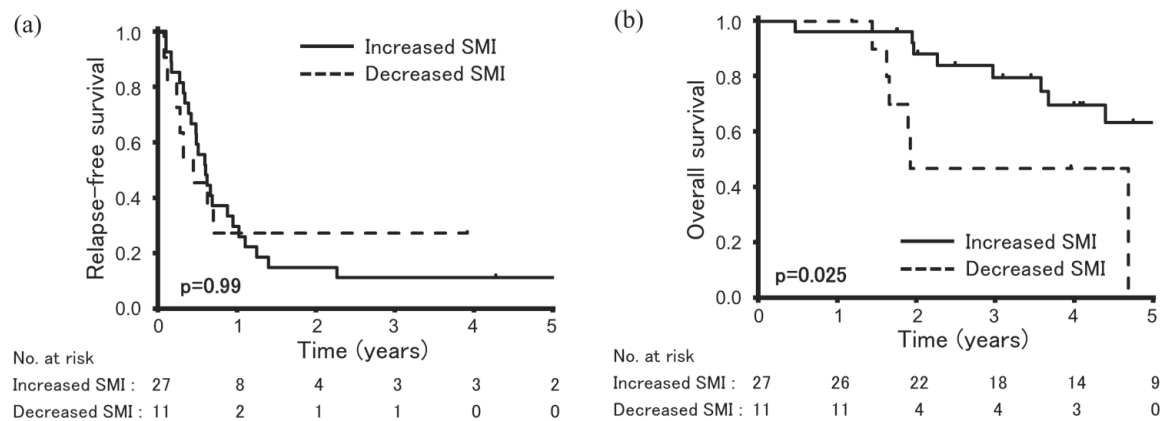 (a)
Relapse-free survival
1.0
0.8
0.6
0.4
0.2
0.0
Increased SMI
Decreased SMI
p=0.99
0 1 2 3 4 5
Time (years)
No. at risk
Increased SMI : 27 8 4 3 3 2
Decreased SMI : 11 2 1 1 0 0
(b)
Overall survival
1.0
0.8
0.6
0.4
0.2
0.0
Increased SMI
Decreased SMI
p=0.025
0 1 2 3 4 5
Time (years)
No. at risk
Increased SMI : 27 26 22 18 14 9
Decreased SMI : 11 11 4 4 3 0